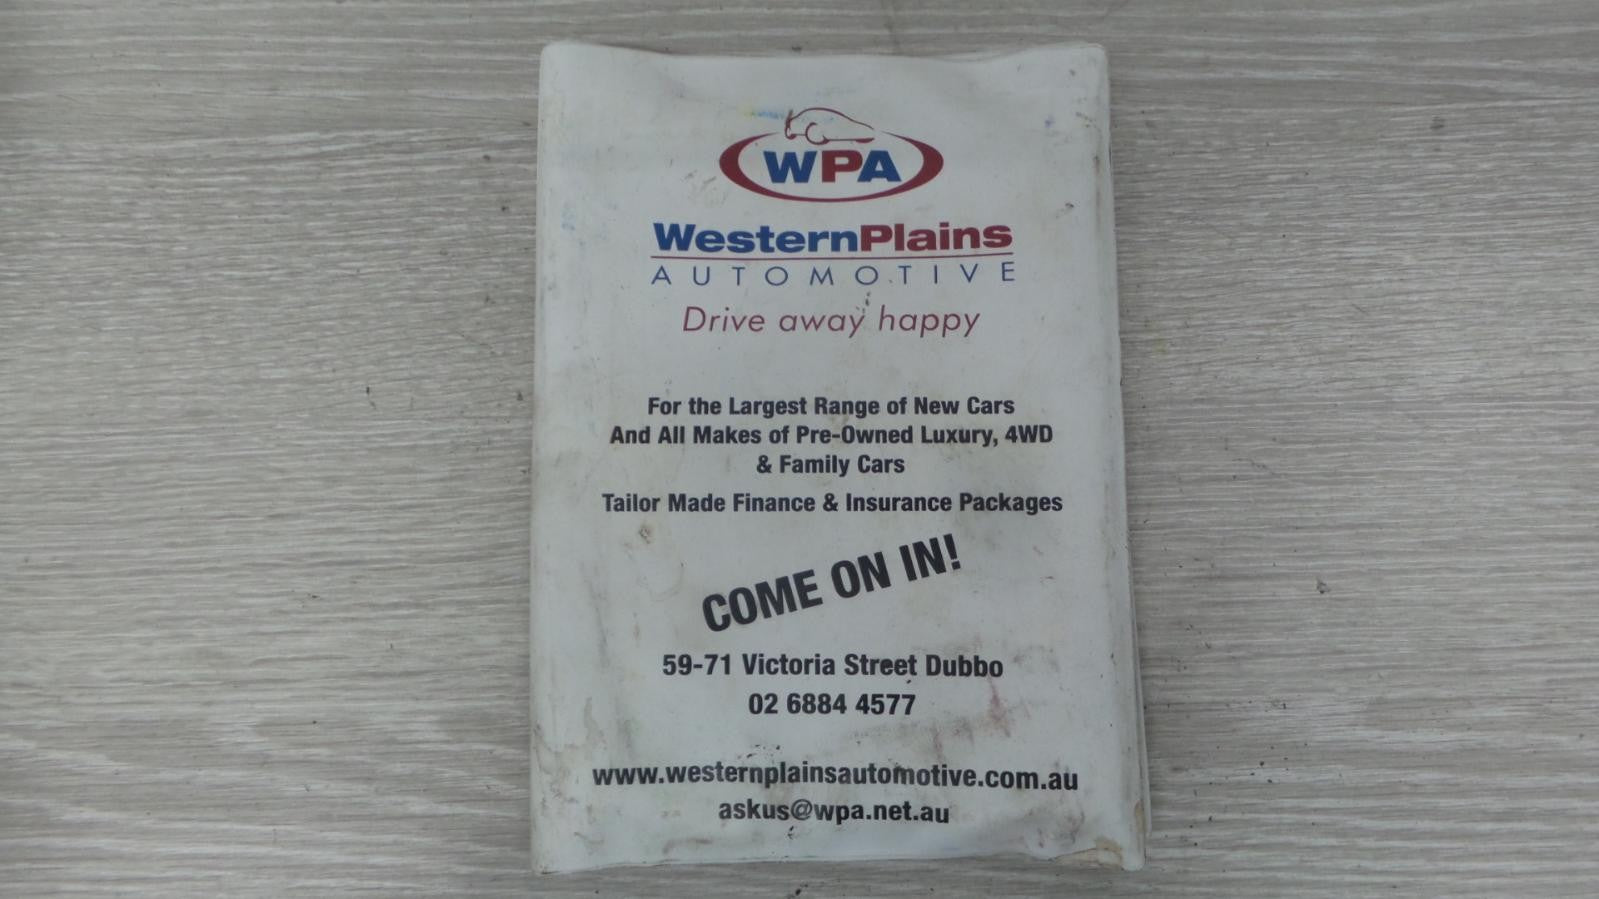 WPA
WesternPlains
AUTOMOTIVE
Drive away happy
For the Largest Range of New Cars
And All Makes of Pre-Owned Luxury, 4WD
& Family Cars
Tailor Made Finance & Insurance Packages
COME ON IN!
59-71 Victoria Street Dubbo
02 6884 4577
www.westernplainsautomotive.com.au
askus@wpa.net.au